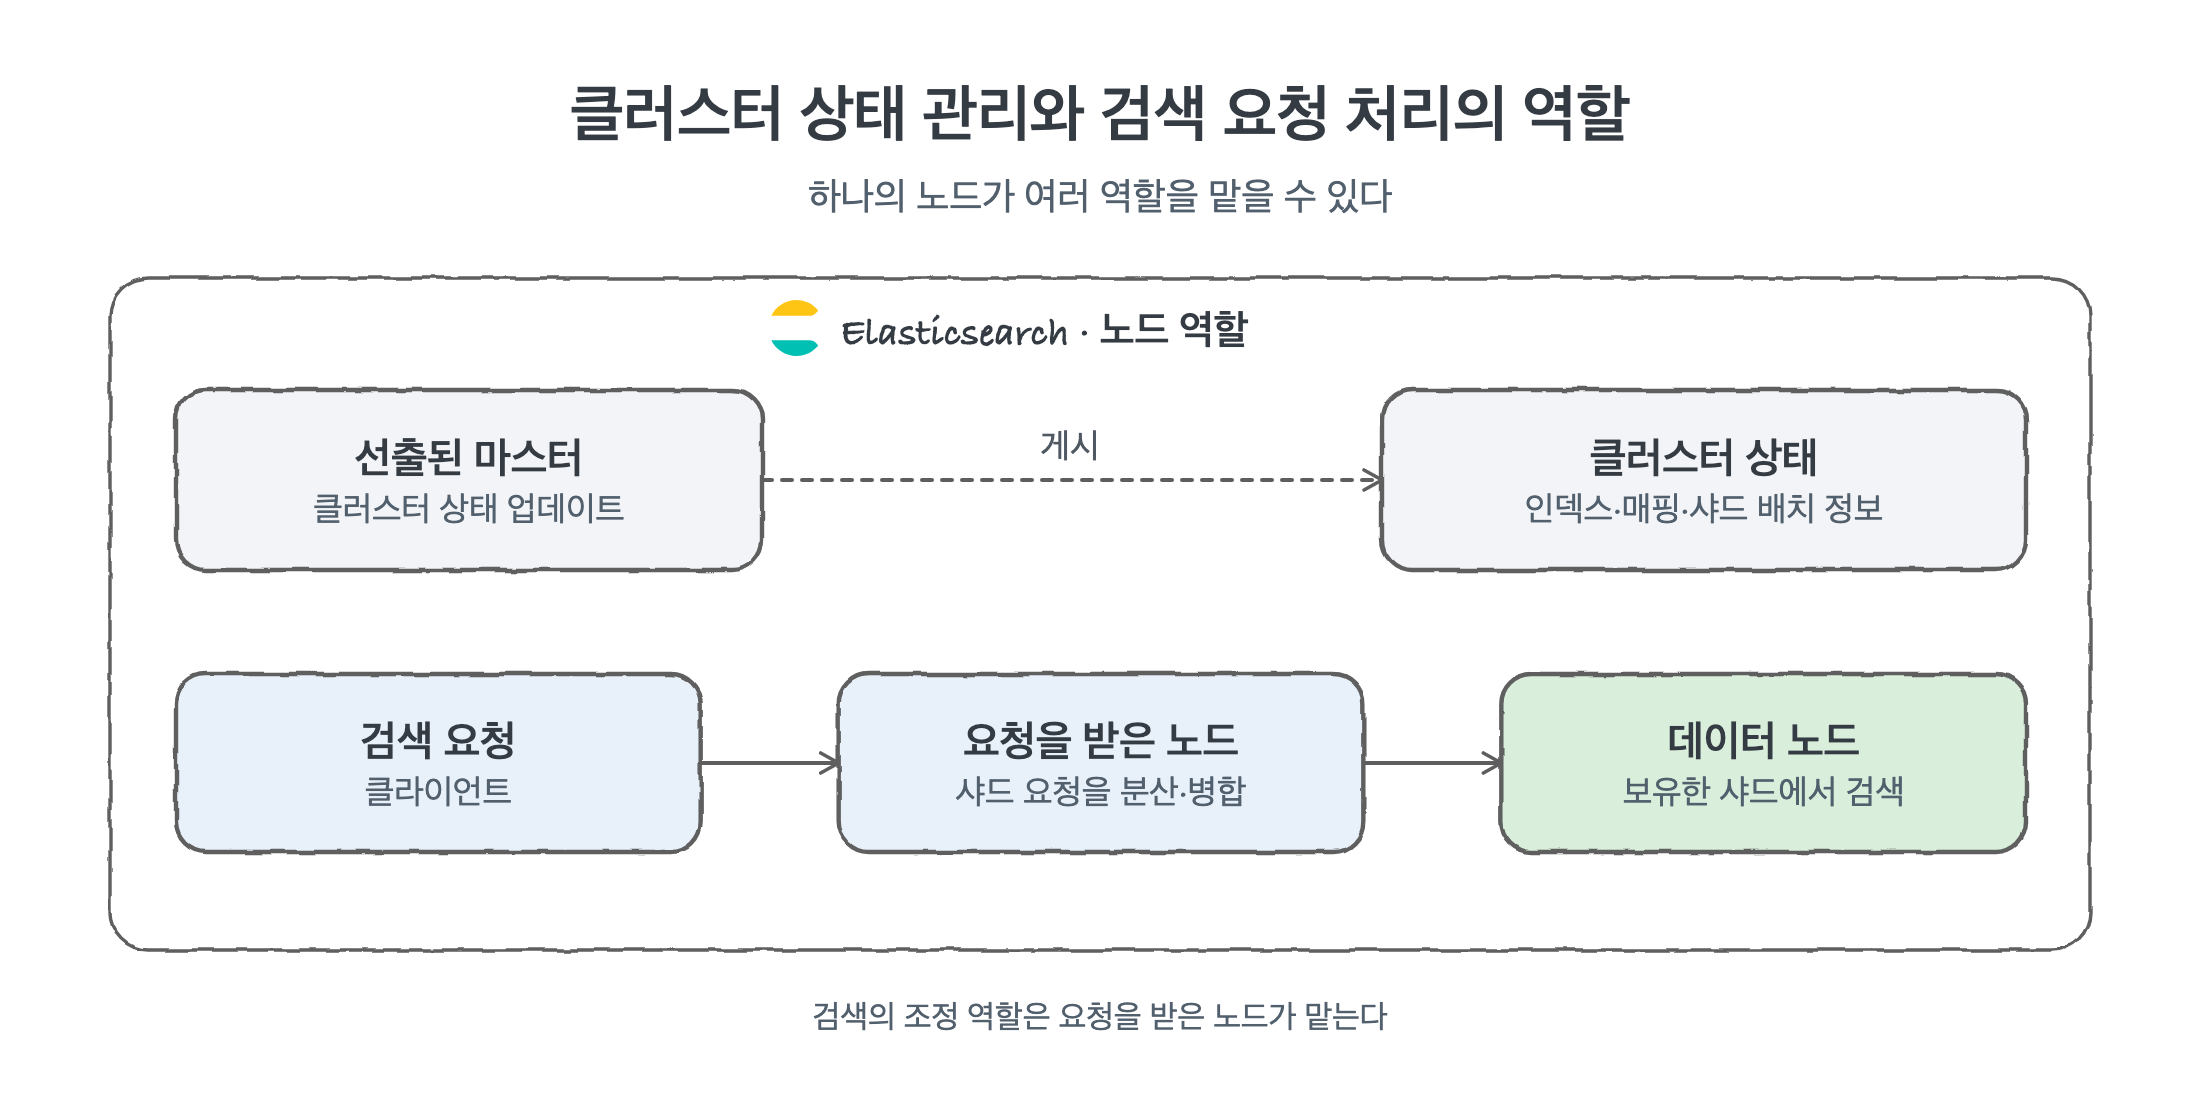 클러스터 상태 관리와 검색 요청 처리의 역할
하나의 노드가 여러 역할을 맡을 수 있다
Elasticsearch · 노드 역할
선출된 마스터
클러스터 상태 업데이트
게시
클러스터 상태
인덱스·매핑·샤드 배치 정보
검색 요청
클라이언트
요청을 받은 노드
샤드 요청을 분산·병합
데이터 노드
보유한 샤드에서 검색
검색의 조정 역할은 요청을 받은 노드가 맡는다